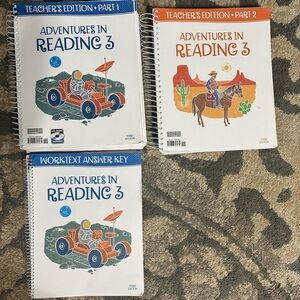 TEACHER'S EDITION • PART 1
ADVENTURES IN
READING 3
TEACHER'S EDITION • PART 2
ADVENTURES IN
READING 3
WORKTEXT ANSWER KEY
ADVENTURES IN
READING 3